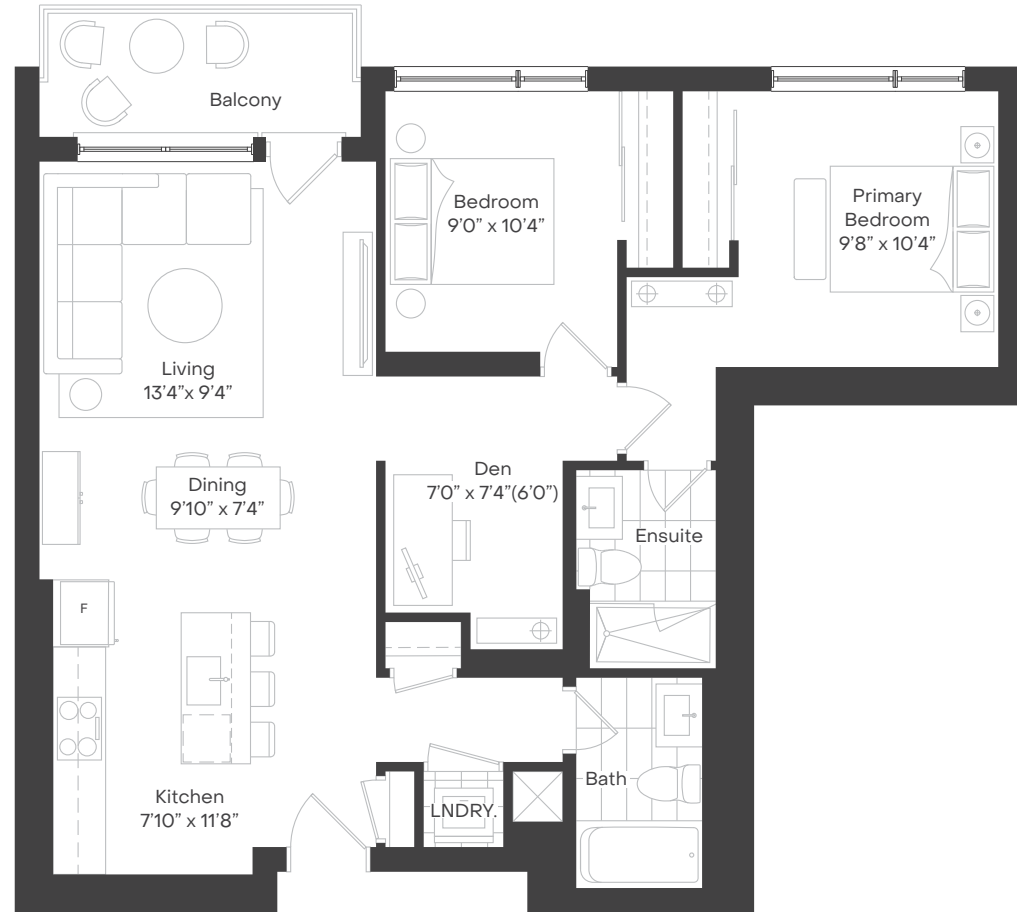 Balcony
Bedroom
9’0” x 10’4”
Primary
Bedroom
9’8” x 10’4”
Living
13’4”x 9’4”
Dining
9’10” x 7’4”
Den
7’0” x 7’4”(6’0”)
Ensuite
F
Kitchen
7’10” x 11’8”
LNDRY.
Bath